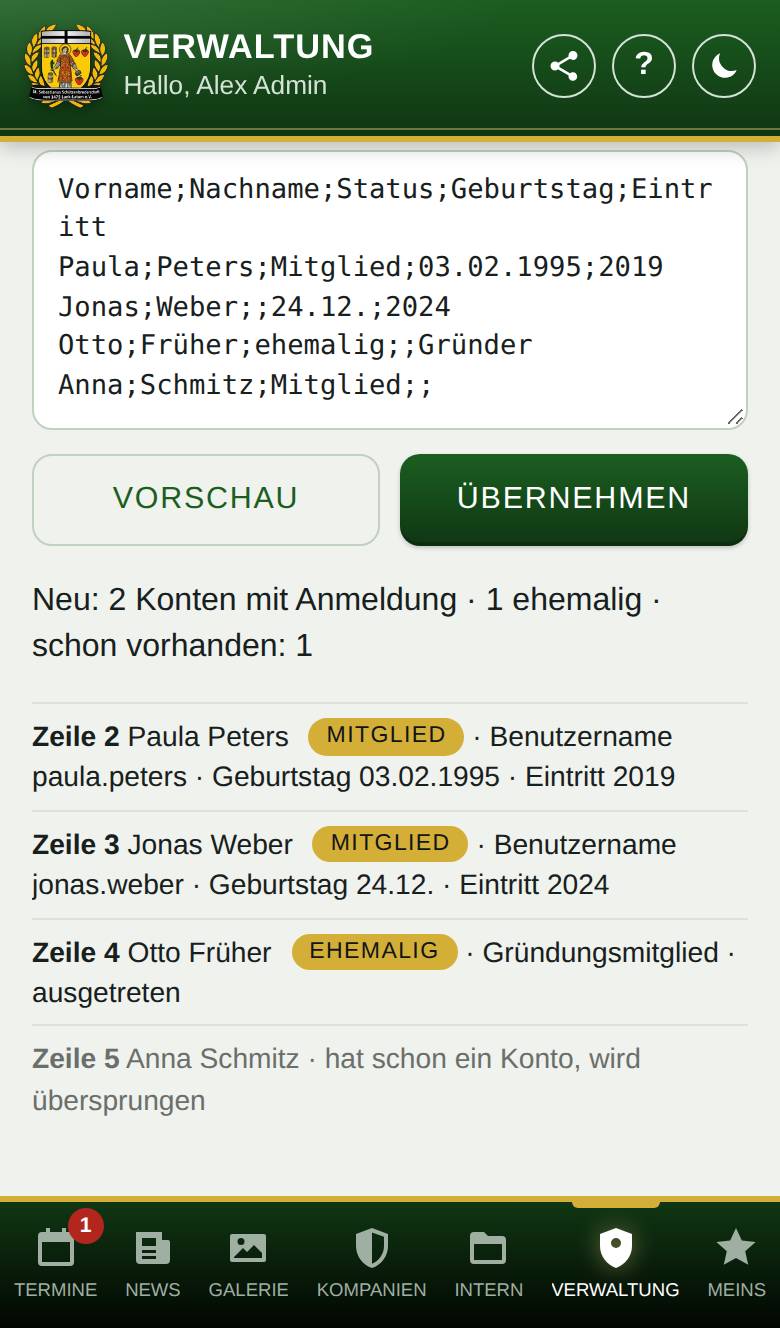 VERWALTUNG
Hallo, Alex Admin
?
Vorname;Nachname;Status;Geburtstag;Eintr
itt
Paula;Peters;Mitglied;03.02.1995;2019
Jonas;Weber;;24.12.;2024
Otto;Früher;ehemalig;;Gründer
Anna;Schmitz;Mitglied;;
VORSCHAU
ÜBERNEHMEN
Neu: 2 Konten mit Anmeldung · 1 ehemalig ·
schon vorhanden: 1
Zeile 2 Paula Peters MITGLIED · Benutzername
paula.peters · Geburtstag 03.02.1995 · Eintritt 2019
Zeile 3 Jonas Weber MITGLIED · Benutzername
jonas.weber · Geburtstag 24.12. · Eintritt 2024
Zeile 4 Otto Früher EHEMALIG · Gründungsmitglied ·
ausgetreten
Zeile 5 Anna Schmitz · hat schon ein Konto, wird
übersprungen
1
TERMINE NEWS GALERIE KOMPANIEN INTERN VERWALTUNG MEINS